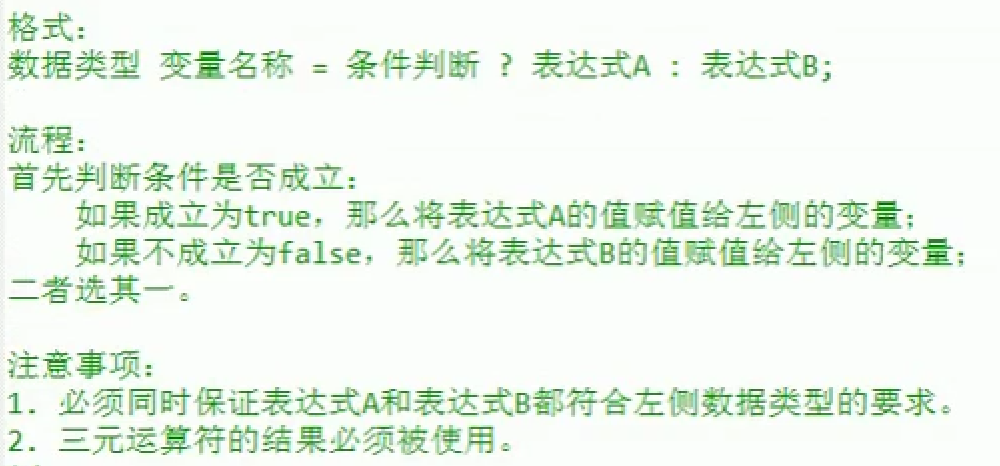 格式：
数据类型 变量名称 = 条件判断 ? 表达式A : 表达式B;
流程：
首先判断条件是否成立：
如果成立为true，那么将表达式A的值赋值给左侧的变量；
如果不成立为false，那么将表达式B的值赋值给左侧的变量；
二者选其一。
注意事项：
1. 必须同时保证表达式A和表达式B都符合左侧数据类型的要求。
2. 三元运算符的结果必须被使用。